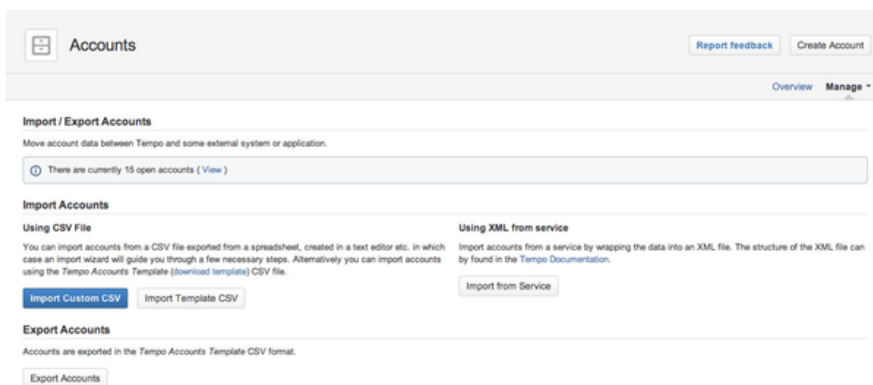 Accounts
Report feedback
Create Account
Overview
Manage
Import / Export Accounts
Move account data between Tempo and some external system or application.
There are currently 15 open accounts ( View )
Import Accounts
Using CSV File
You can import accounts from a CSV file exported from a spreadsheet, created in a text editor etc. in which
case an import wizard will guide you through a few necessary steps. Alternatively you can import accounts
using the Tempo Accounts Template (download template) CSV file.
Import Custom CSV
Import Template CSV
Using XML from service
Import accounts from a service by wrapping the data into an XML file. The structure of the XML file can
by found in the Tempo Documentation.
Import from Service
Export Accounts
Accounts are exported in the Tempo Accounts Template CSV format.
Export Accounts